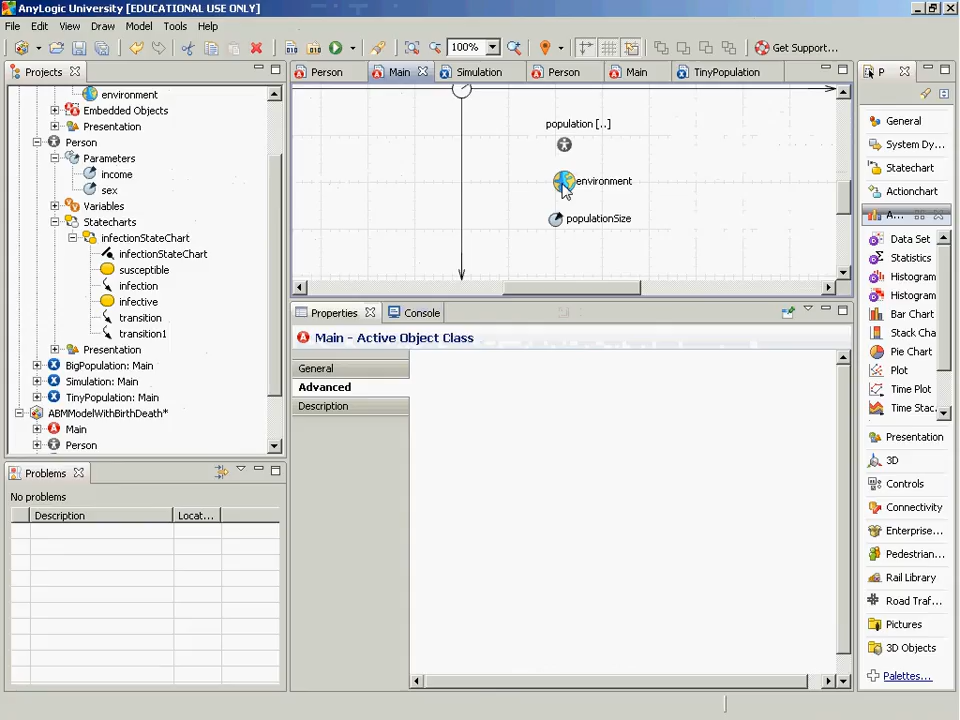 AnyLogic University [EDUCATIONAL USE ONLY]
File Edit View Draw Model Tools Help
100% Get Support...
Projects
Person Main Simulation Person Main TinyPopulation
P
environment
Embedded Objects
Presentation
Person
Parameters
income
sex
Variables
Statecharts
infectionStateChart
infectionStateChart
susceptible
infection
infective
transition
transition1
Presentation
BigPopulation: Main
Simulation: Main
TinyPopulation: Main
ABMModelWithBirthDeath*
Main
Person
population [..]
environment
populationSize
Properties Console
Main - Active Object Class
General
Advanced
Description
Problems
No problems
Description Locat...
General
System Dy...
Statechart
Actionchart
A...
Data Set
Statistics
Histogram
Histogram
Bar Chart
Stack Cha
Pie Chart
Plot
Time Plot
Time Stac.
Presentation
3D
Controls
Connectivity
Enterprise...
Pedestrian...
Rail Library
Road Traf...
Pictures
3D Objects
Palettes...